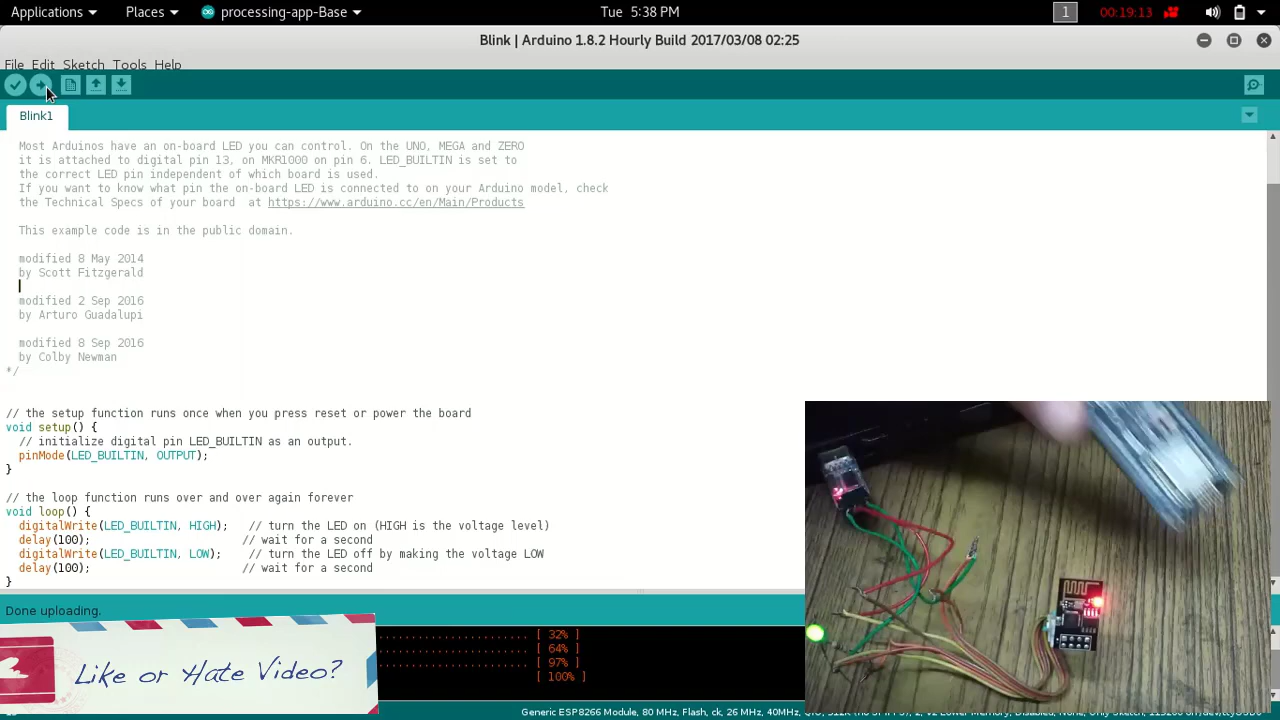 Applications Places processing-app-Base Tue 5:38 PM 1 00:19:13
Blink | Arduino 1.8.2 Hourly Build 2017/03/08 02:25
File Edit Sketch Tools Help
Blink1
Most Arduinos have an on-board LED you can control. On the UNO, MEGA and ZERO
it is attached to digital pin 13, on MKR1000 on pin 6. LED_BUILTIN is set to
the correct LED pin independent of which board is used.
If you want to know what pin the on-board LED is connected to on your Arduino model, check
the Technical Specs of your board at https://www.arduino.cc/en/Main/Products
This example code is in the public domain.
modified 8 May 2014
by Scott Fitzgerald
modified 2 Sep 2016
by Arturo Guadalupi
modified 8 Sep 2016
by Colby Newman
*/
// the setup function runs once when you press reset or power the board
void setup() {
// initialize digital pin LED_BUILTIN as an output.
pinMode(LED_BUILTIN, OUTPUT);
}
// the loop function runs over and over again forever
void loop() {
digitalWrite(LED_BUILTIN, HIGH); // turn the LED on (HIGH is the voltage level)
delay(100); // wait for a second
digitalWrite(LED_BUILTIN, LOW); // turn the LED off by making the voltage LOW
delay(100); // wait for a second
}
Done uploading.
....................... [ 32% ]
....................... [ 64% ]
....................... [ 97% ]
[ 100% ]
Like or Hate Video?
Generic ESP8266 Module, 80 MHz, Flash, ck, 26 MHz, 40MHz,